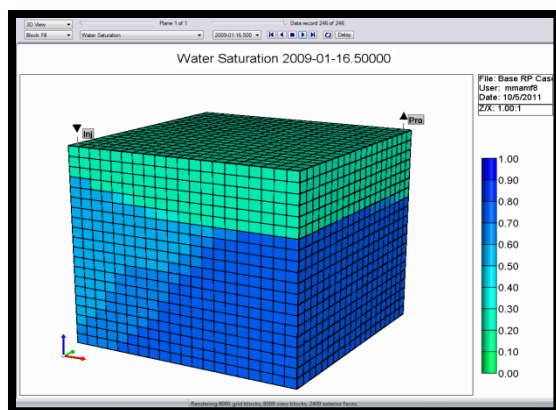 3D View
Plane 1 of 1
Data record 246 of 246
Block Fill
Water Saturation
2009-01-16.500
Delay
Water Saturation 2009-01-16.50000
File: Base RP Cas
User: mmamf8
Date: 10/5/2011
Z/X: 1.00:1
Inj
Pro
1.00
0.90
0.80
0.70
0.60
0.50
0.40
0.30
0.20
0.10
0.00
Rendering 8000 grid blocks, 8000 view blocks, 2400 exterior faces.